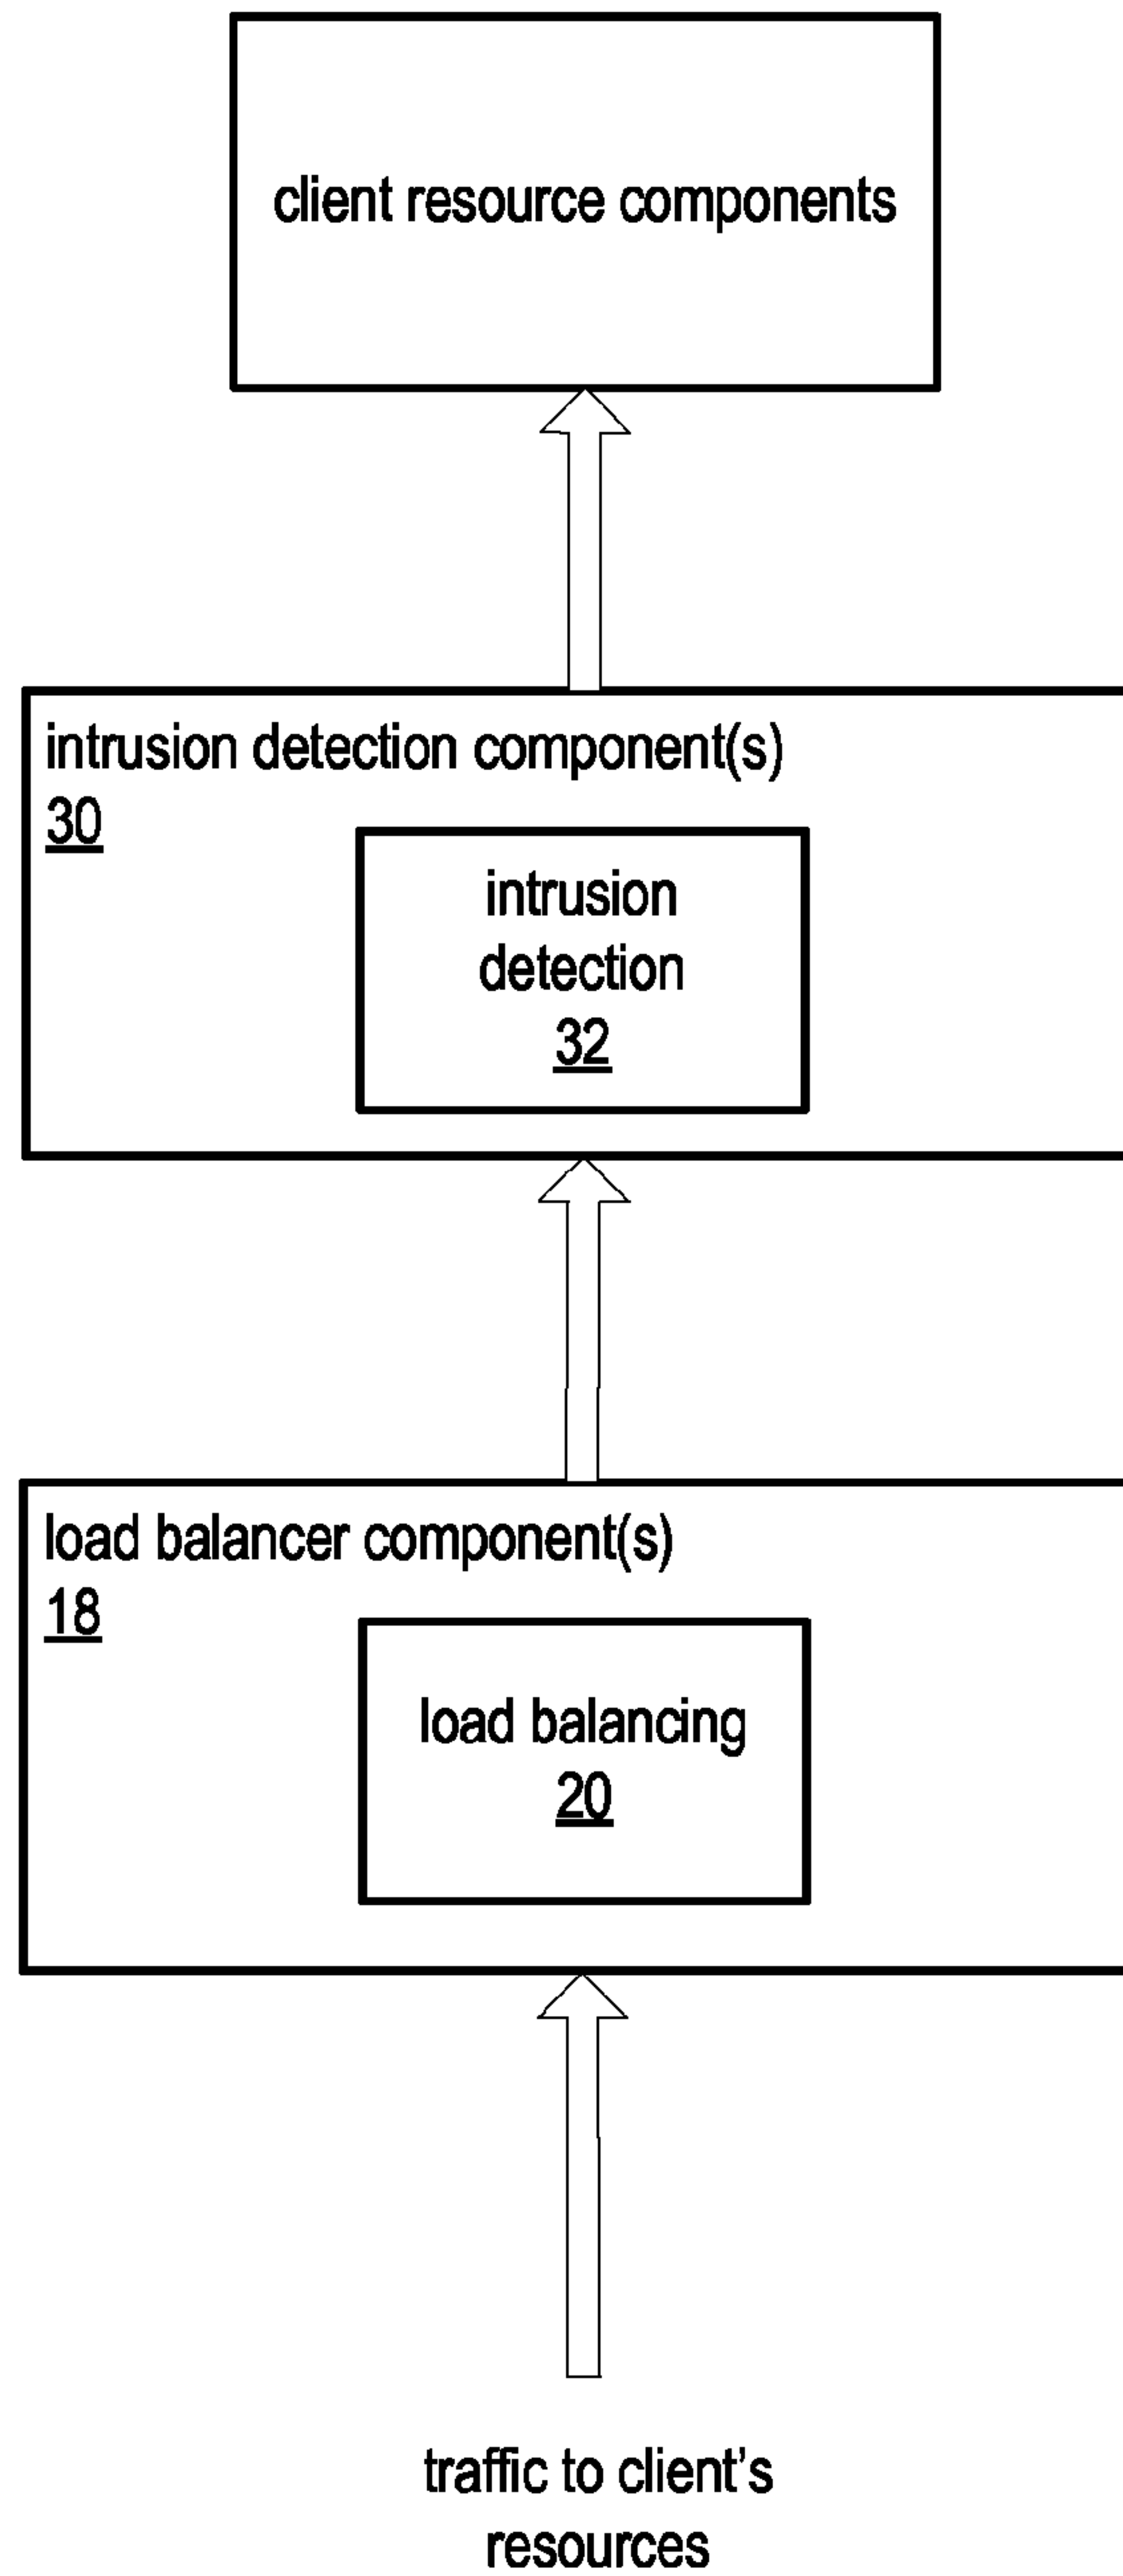 client resource components
intrusion detection component(s)
30
intrusion
detection
32
load balancer component(s)
18
load balancing
20
traffic to client’s
resources